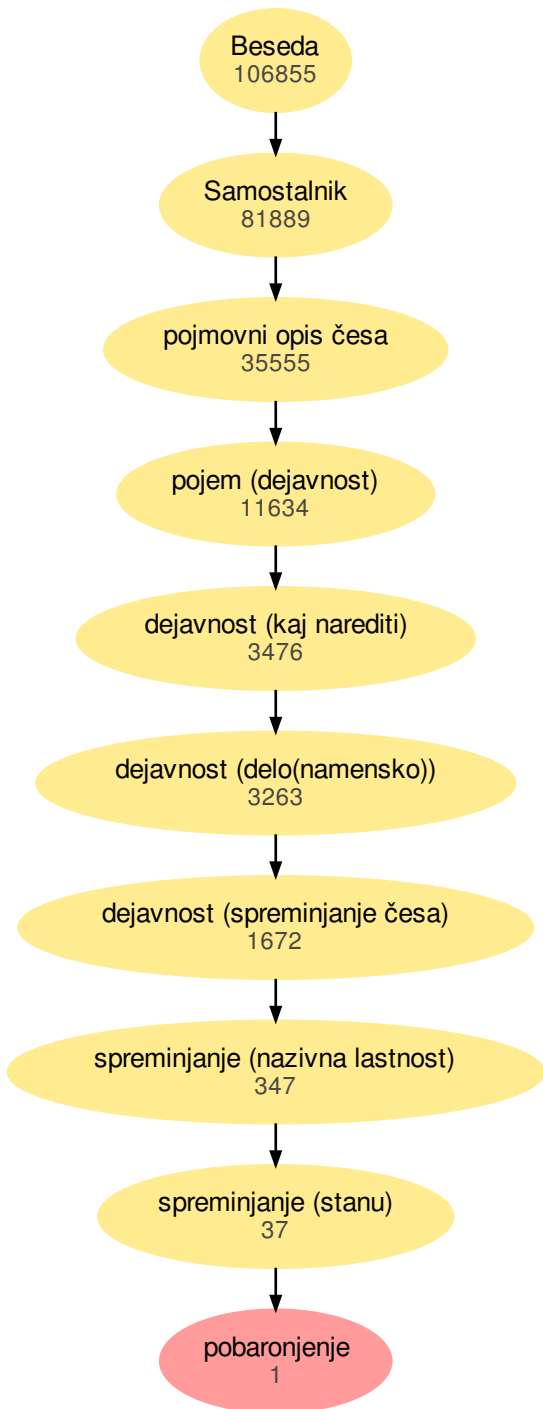 Beseda
106855
Samostalnik
81889
pojmovni opis česa
35555
pojem (dejavnost)
11634
dejavnost (kaj narediti)
3476
dejavnost (delo(namensko))
3263
dejavnost (spreminjanje česa)
1672
spreminjanje (nazivna lastnost)
347
spreminjanje (stanu)
37
pobaronjenje
1